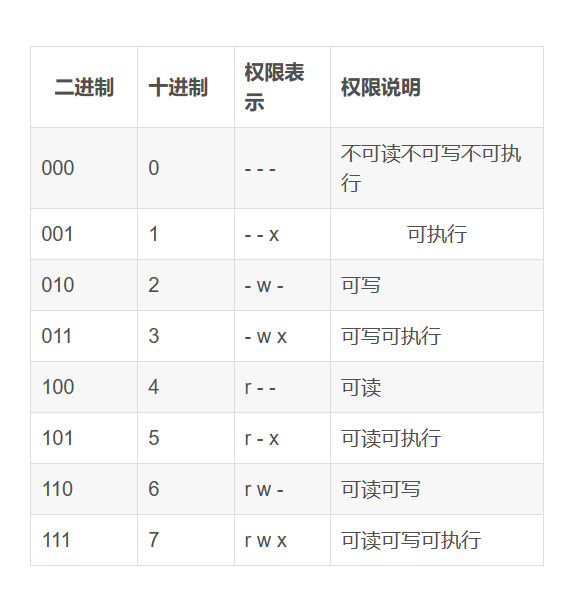 二进制 十进制 权限表示 权限说明
000 0 - - - 不可读不可写不可执行
001 1 - - x 可执行
010 2 - w - 可写
011 3 - w x 可写可执行
100 4 r - - 可读
101 5 r - x 可读可执行
110 6 r w - 可读可写
111 7 r w x 可读可写可执行